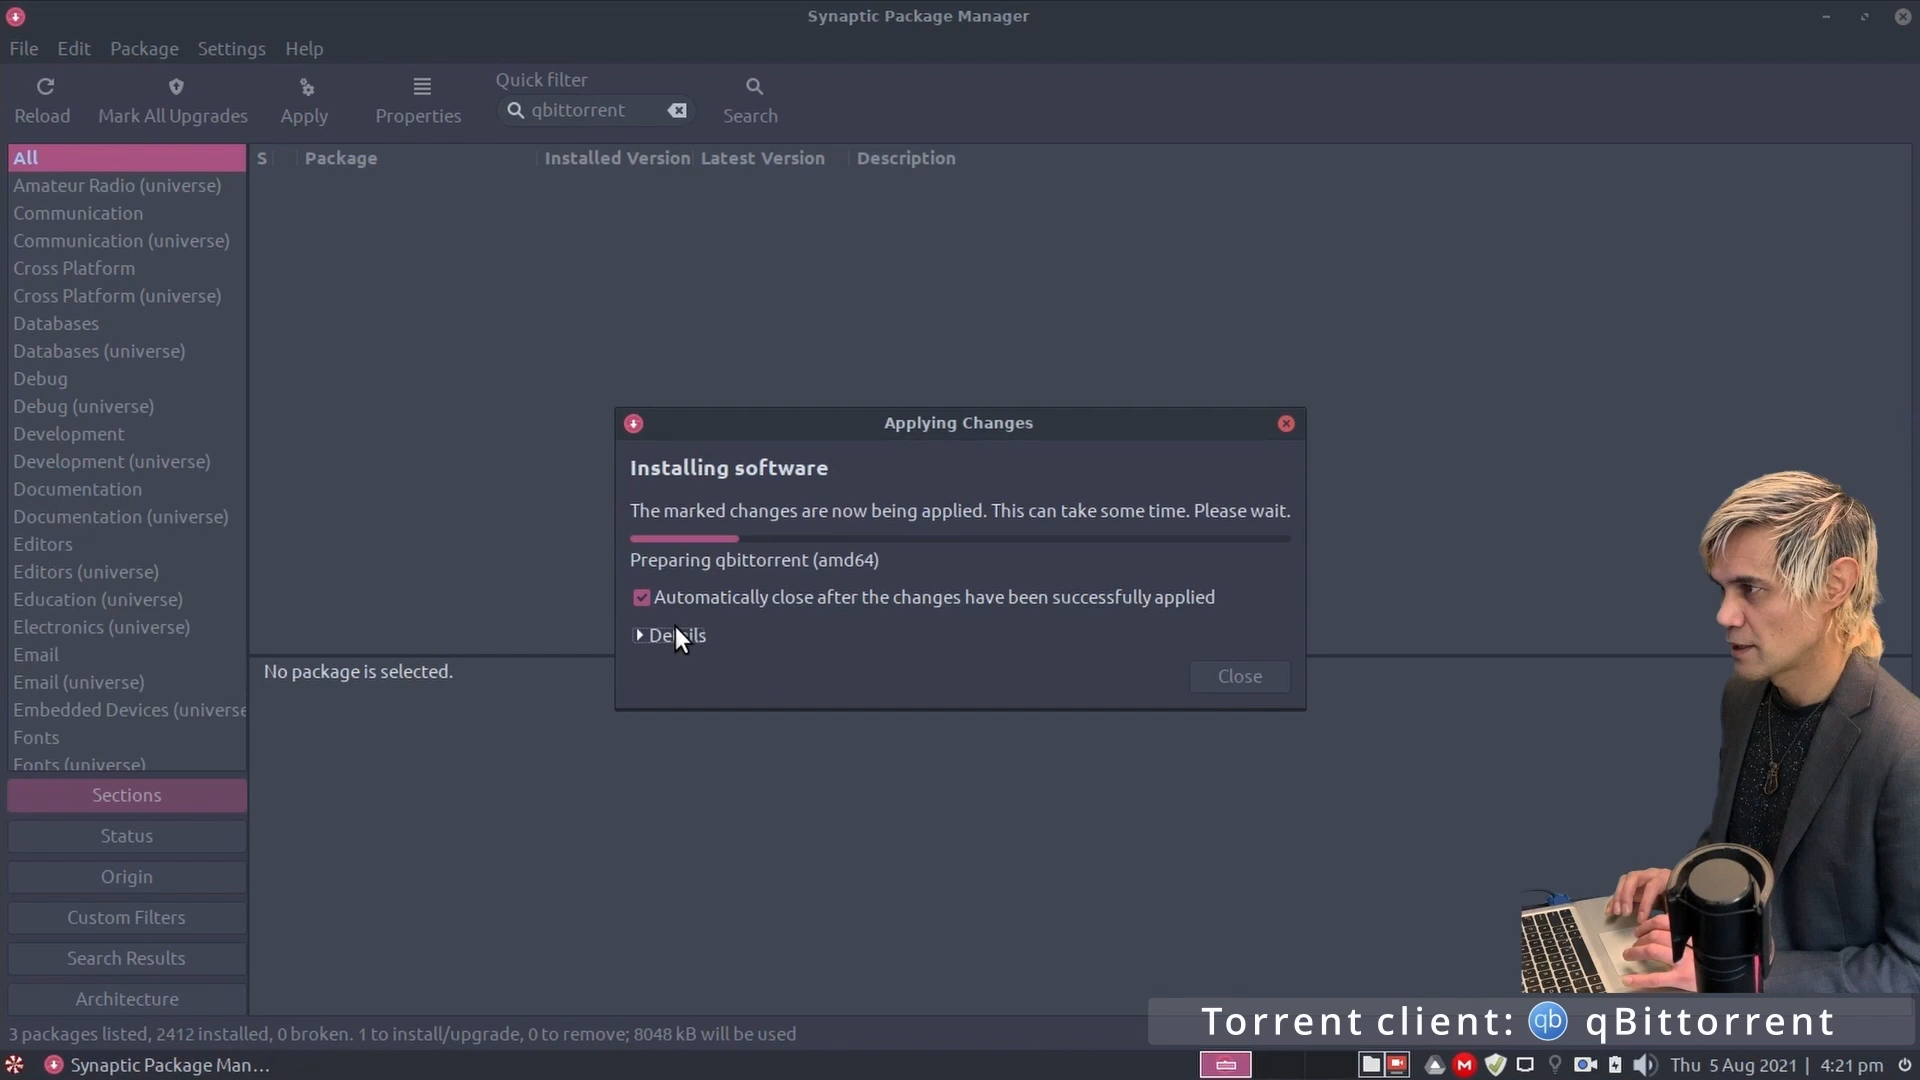 Synaptic Package Manager
File Edit Package Settings Help
Reload Mark All Upgrades Apply Properties Quick filter qbittorrent Search
All
Amateur Radio (universe)
Communication
Communication (universe)
Cross Platform
Cross Platform (universe)
Databases
Databases (universe)
Debug
Debug (universe)
Development
Development (universe)
Documentation
Documentation (universe)
Editors
Editors (universe)
Education (universe)
Electronics (universe)
Email
Email (universe)
Embedded Devices (universe
Fonts
Fonts (universe)
Sections
Status
Origin
Custom Filters
Search Results
Architecture
S Package Installed Version Latest Version Description
Applying Changes
Installing software
The marked changes are now being applied. This can take some time. Please wait.
Preparing qbittorrent (amd64)
Automatically close after the changes have been successfully applied
Details
Close
No package is selected.
Torrent client: qb qBittorrent
3 packages listed, 2412 installed, 0 broken. 1 to install/upgrade, 0 to remove; 8048 kB will be used
Synaptic Package Man... M Thu 5 Aug 2021 | 4:21 pm